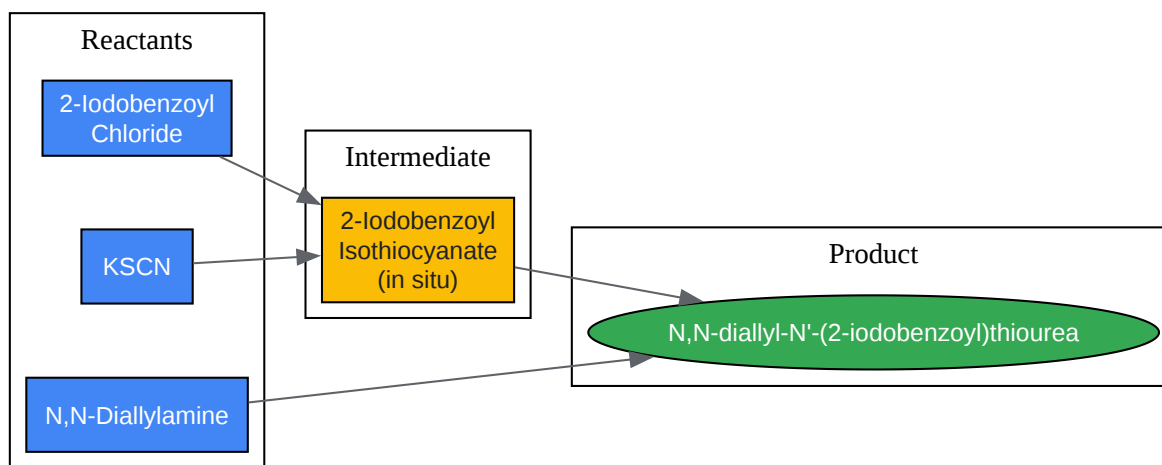 Reactants
2-Iodobenzoyl
Chloride
KSCN
N,N-Diallylamine
Intermediate
2-Iodobenzoyl
Isothiocyanate
(in situ)
Product
N,N-diallyl-N'-(2-iodobenzoyl)thiourea